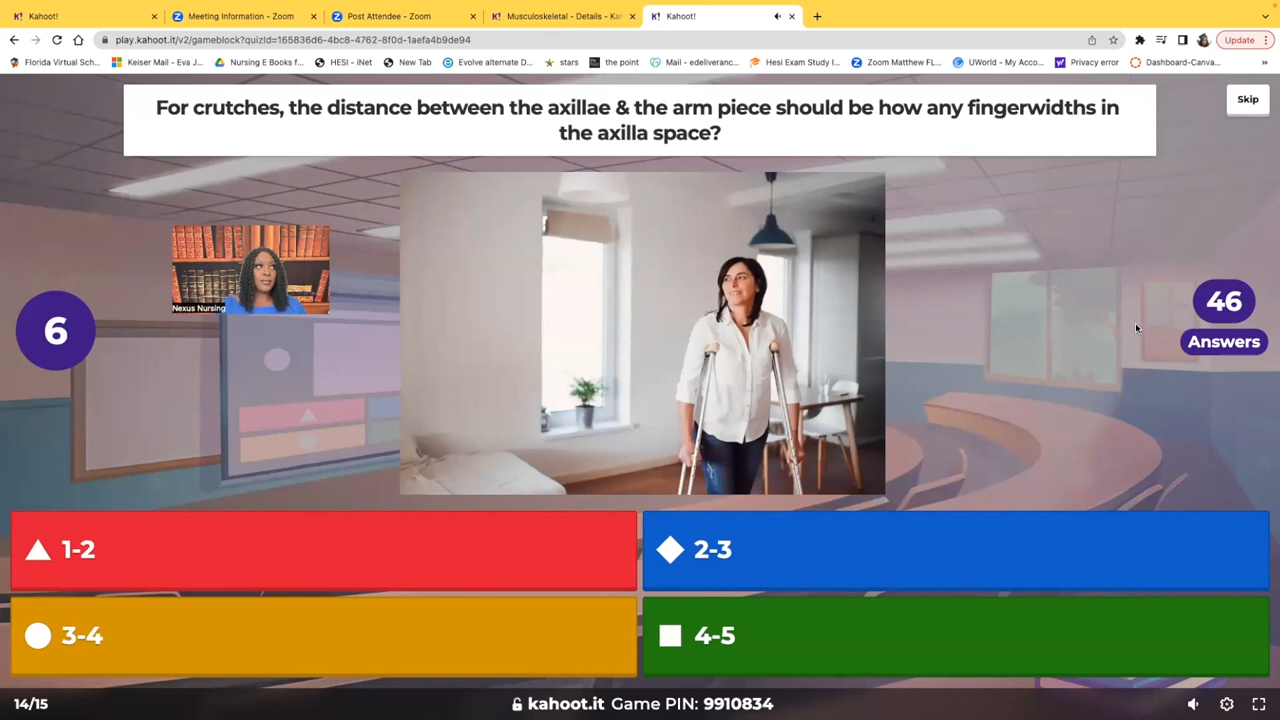 Kahoot!
Meeting Information - Zoom
Post Attendee - Zoom
Musculoskeletal - Details - Kah
Kahoot!
play.kahoot.it/v2/gameblock?quizId=165836d6-4bc8-4762-8f0d-1aefa4b9de94
Update
Florida Virtual Sch...
Keiser Mail - Eva J...
Nursing E Books f...
HESI - iNet
New Tab
Evolve alternate D...
stars
the point
Mail - edeliveranc...
Hesi Exam Study I...
Zoom Matthew FL...
UWorld - My Acco...
Privacy error
Dashboard-Canva...
For crutches, the distance between the axillae & the arm piece should be how any fingerwidths in
the axilla space?
Skip
Nexus Nursing
6
46
Answers
1-2
2-3
3-4
4-5
14/15
kahoot.it Game PIN: 9910834